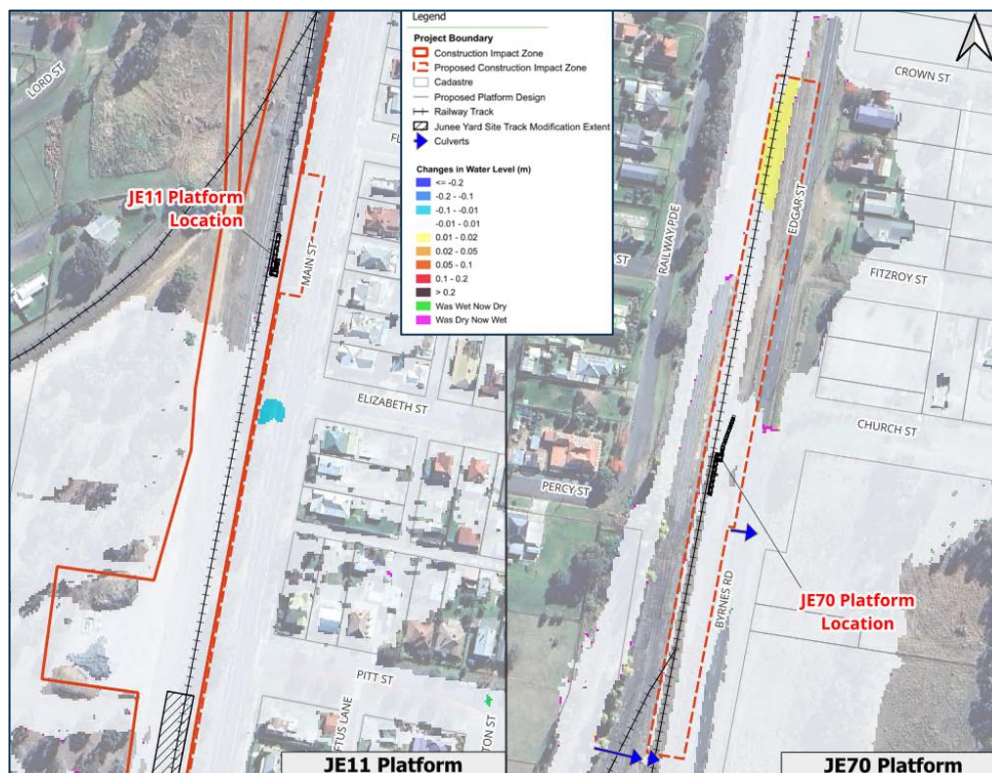 LORD ST
JE11 Platform
Location
MAIN ST
ELIZABETH ST
PITT ST
JE11 Platform
Legend
Project Boundary
Construction Impact Zone
Proposed Construction Impact Zone
Cadastre
Proposed Platform Design
Railway Track
Junee Yard Site Track Modification Extent
Culverts
Changes in Water Level (m)
<= -0.2
-0.2 - -0.1
-0.1 - -0.01
-0.01 - 0.01
0.01 - 0.02
0.02 - 0.05
0.05 - 0.1
0.1 - 0.2
> 0.2
Was Wet Now Dry
Was Dry Now Wet
CROWN ST
EDGAR ST
RAILWAY PDE
FITZROY ST
CHURCH ST
PERCY ST
BYRNES RD
JE70 Platform
Location
JE70 Platform